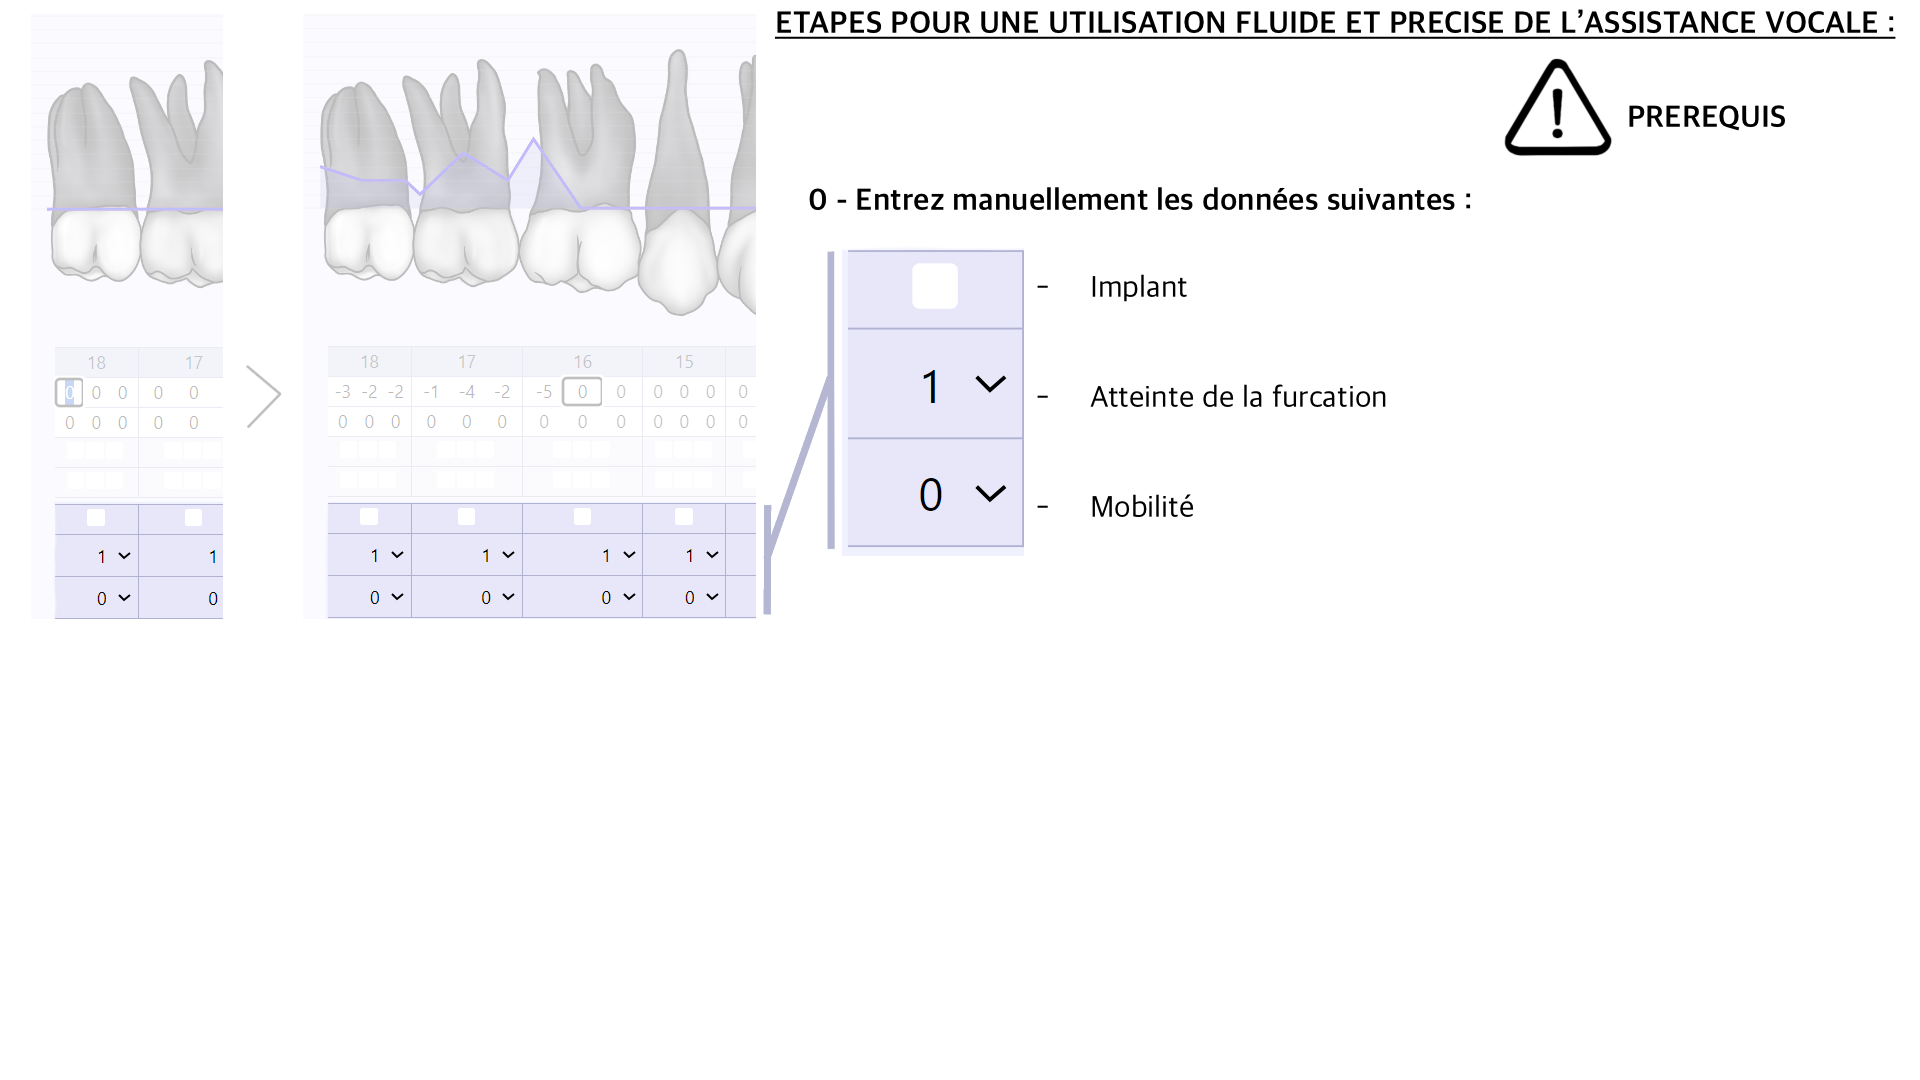 ETAPES POUR UNE UTILISATION FLUIDE ET PRECISE DE L’ASSISTANCE VOCALE :
PREREQUIS
0 - Entrez manuellement les données suivantes :
- Implant
1 - Atteinte de la furcation
0 - Mobilité
18 17
0 0 0 0 0
0 0 0 0 0
1 1
0 0
18 17 16 15
-3 -2 -2 -1 -4 -2 -5 0 0 0 0 0 0
0 0 0 0 0 0 0 0 0 0 0 0 0
1 1 1 1
0 0 0 0